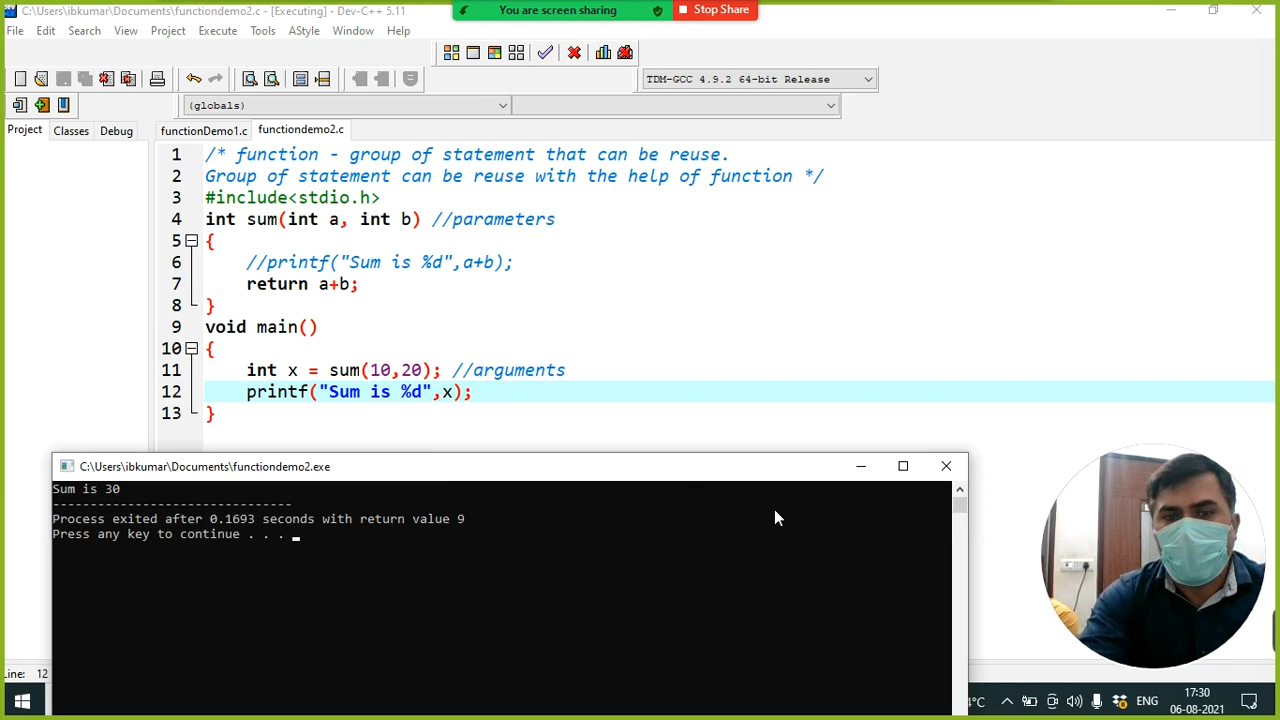 C:\Users\ibkumar\Documents\functiondemo2.c - [Executing] - Dev-C++ 5.11
You are screen sharing
Stop Share
File Edit Search View Project Execute Tools AStyle Window Help
TDM-GCC 4.9.2 64-bit Release
(globals)
Project Classes Debug functionDemo1.c functiondemo2.c
1 /* function - group of statement that can be reuse.
2 Group of statement can be reuse with the help of function */
3 #include<stdio.h>
4 int sum(int a, int b) //parameters
5 {
6 //printf("Sum is %d",a+b);
7 return a+b;
8 }
9 void main()
10 {
11 int x = sum(10,20); //arguments
12 printf("Sum is %d",x);
13 }
C:\Users\ibkumar\Documents\functiondemo2.exe
Sum is 30
--------------------------------
Process exited after 0.1693 seconds with return value 9
Press any key to continue . . .
Line: 12
4°C ENG 17:30
06-08-2021